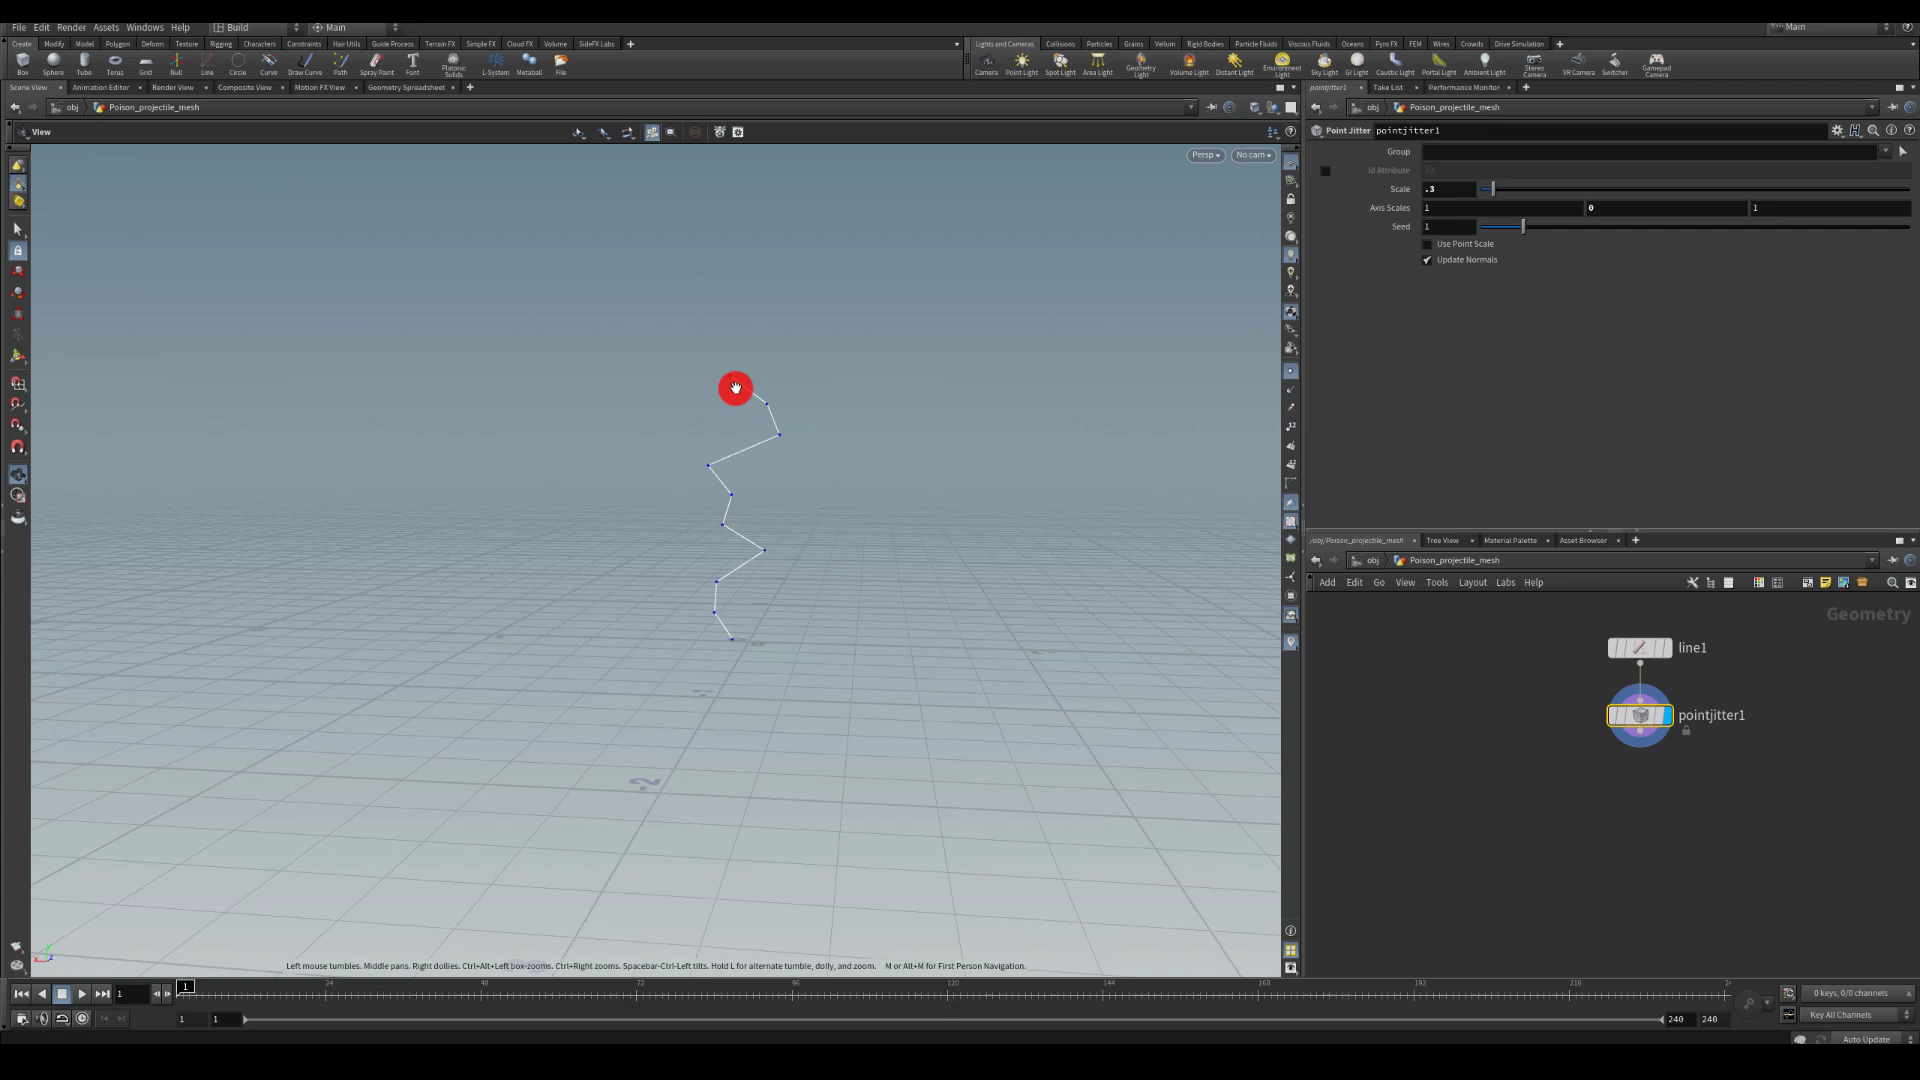 File Edit Render Assets Windows Help Build Main Main
Create Modify Model Polygon Deform Texture Rigging Characters Constraints Hair Utils Guide Process Terrain FX Simple FX Cloud FX Volume SideFX Labs
Lights and Cameras Collisions Particles Grains Vellum Rigid Bodies Particle Fluids Viscous Fluids Oceans Pyro FX FEM Wires Crowds Drive Simulation
Box Sphere Tube Torus Grid Null Line Circle Curve Draw Curve Path Spray Paint Font Platonic Solids L-System Metaball File
Camera Point Light Spot Light Area Light Geometry Light Volume Light Distant Light Environment Light Sky Light GI Light Caustic Light Portal Light Ambient Light Stereo Camera VR Camera Switcher Gamepad Camera
Scene View Animation Editor Render View Composite View Motion FX View Geometry Spreadsheet
pointjitter1 Take List Performance Monitor
obj Poison_projectile_mesh
obj Poison_projectile_mesh
View
Persp No cam
Point Jitter pointjitter1
Group
Id Attribute id
Scale .3
Axis Scales 1 0 1
Seed 1
Use Point Scale
Update Normals
/obj/Poison_projectile_mesh Tree View Material Palette Asset Browser
obj Poison_projectile_mesh
Add Edit Go View Tools Layout Labs Help
Geometry
line1
pointjitter1
Left mouse tumbles. Middle pans. Right dollies. Ctrl+Alt+Left box-zooms. Ctrl+Right zooms. Spacebar-Ctrl-Left tilts. Hold L for alternate tumble, dolly, and zoom. M or Alt+M for First Person Navigation.
1 1 24 48 72 96 120 144 168 192 216 24
0 keys, 0/0 channels
1 1 240 240
Key All Channels
Auto Update